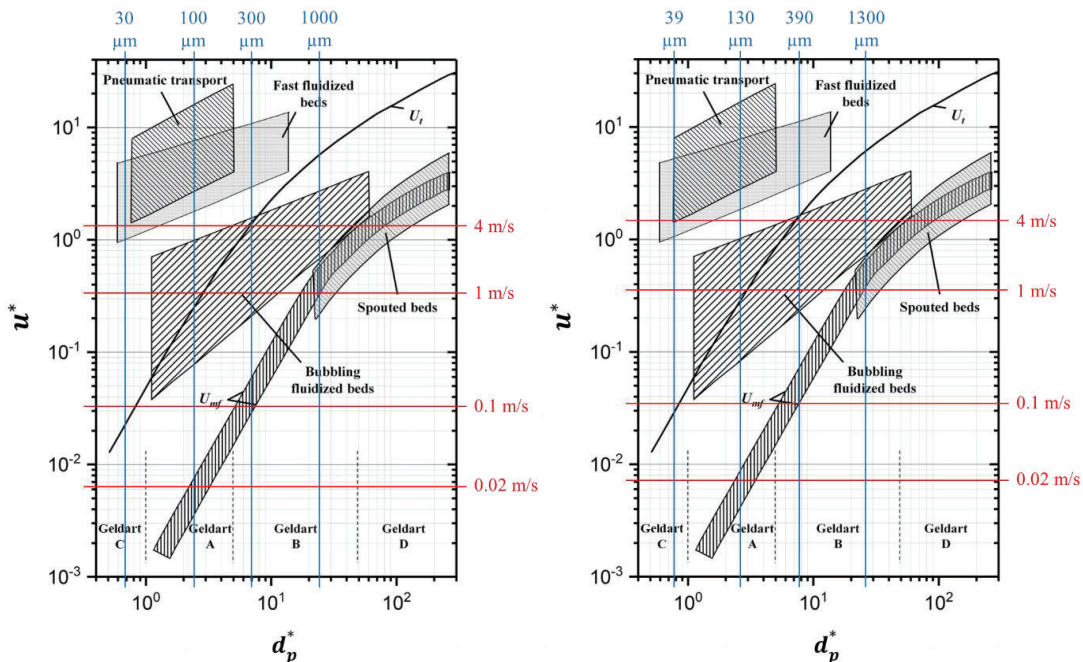 30 100 300 1000
μm μm μm μm
Pneumatic transport
Fast fluidized
beds
U_t
10^1
10^0
10^-1
10^-2
10^-3
u*
4 m/s
1 m/s
0.1 m/s
0.02 m/s
Spouted beds
Bubbling
fluidized beds
U_mf
Geldart Geldart Geldart Geldart
C A B D
10^0 10^1 10^2
d_p^*
39 130 390 1300
μm μm μm μm
Pneumatic transport
Fast fluidized
beds
U_t
10^1
10^0
10^-1
10^-2
10^-3
u*
4 m/s
1 m/s
0.1 m/s
0.02 m/s
Spouted beds
Bubbling
fluidized beds
U_mf
Geldart Geldart Geldart Geldart
C A B D
10^0 10^1 10^2
d_p^*